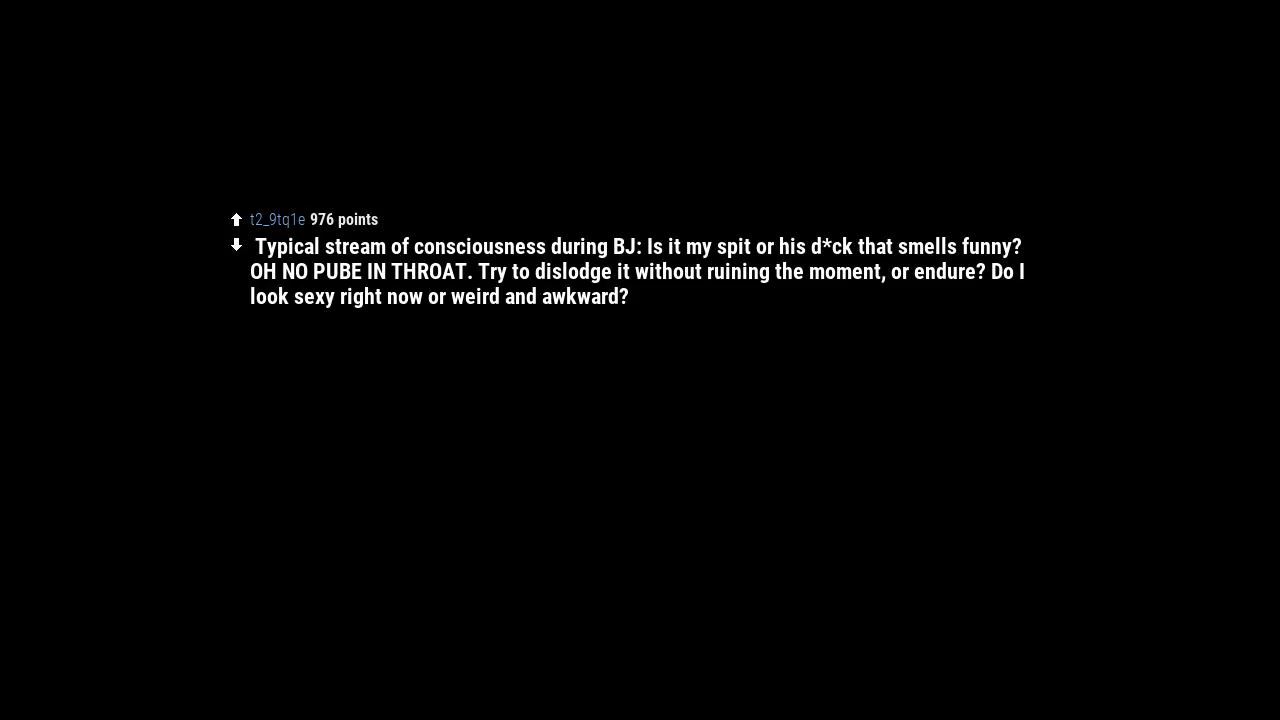 t2_9tq1e 976 points
Typical stream of consciousness during BJ: Is it my spit or his d*ck that smells funny?
OH NO PUBE IN THROAT. Try to dislodge it without ruining the moment, or endure? Do I
look sexy right now or weird and awkward?